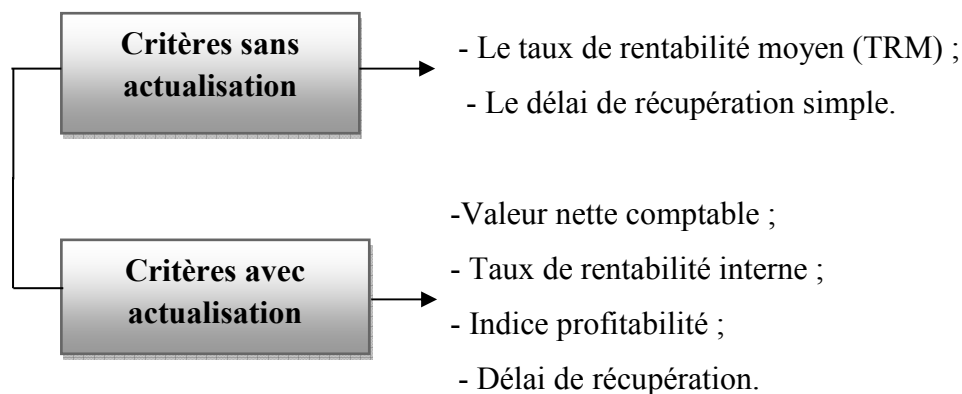 Critères sans
actualisation
- Le taux de rentabilité moyen (TRM) ;
- Le délai de récupération simple.
Critères avec
actualisation
-Valeur nette comptable ;
- Taux de rentabilité interne ;
- Indice profitabilité ;
- Délai de récupération.